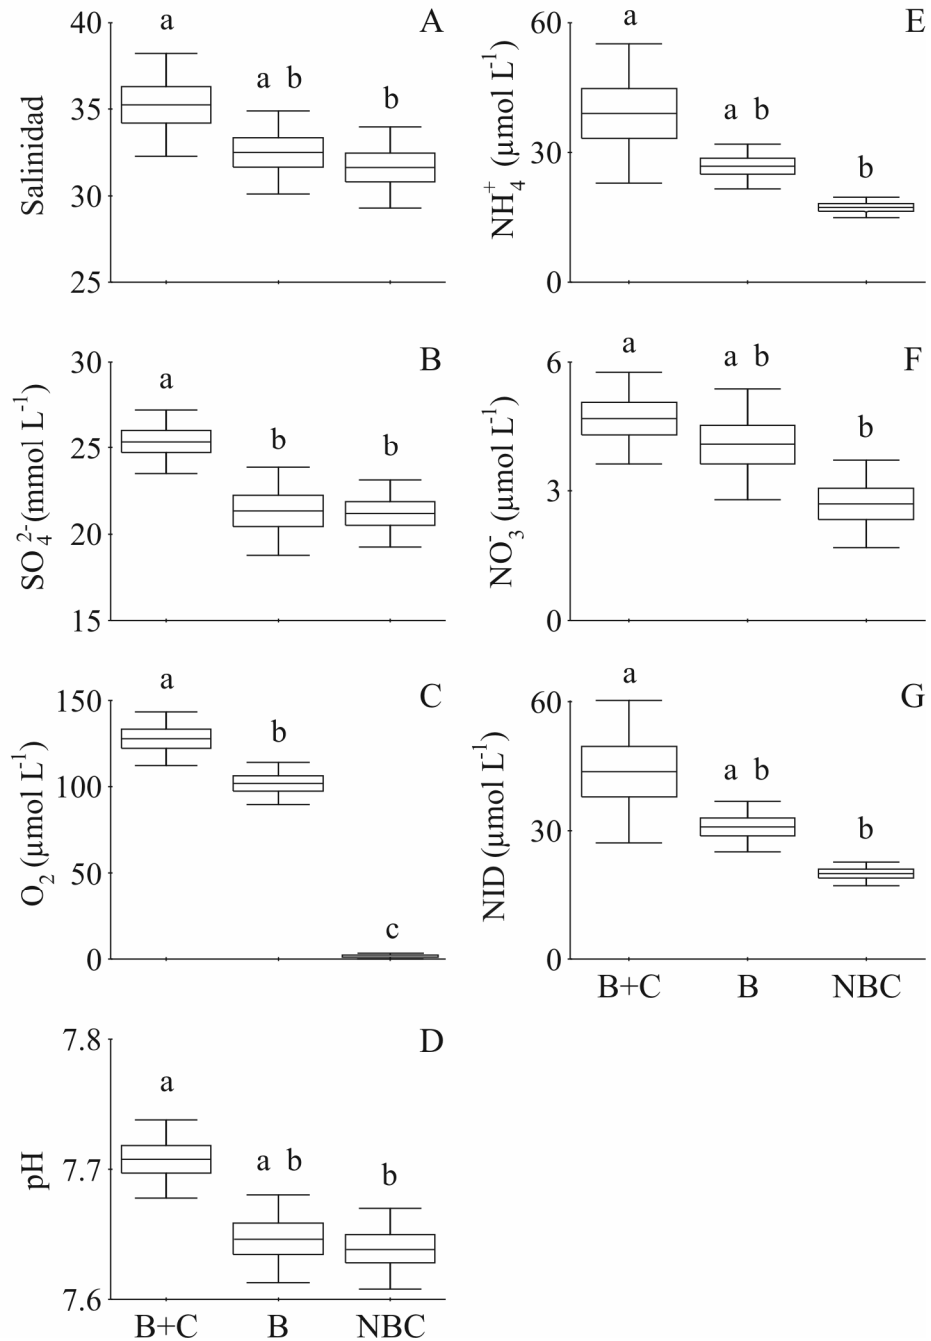 A
Salinidad
40
35
30
25
a
a b
b
B
SO₄²⁻(mmol L⁻¹)
30
25
20
15
a
b
b
C
O₂ (µmol L⁻¹)
150
100
50
0
a
b
c
D
pH
7.8
7.7
7.6
a
a b
b
B+C B NBC
E
NH₄⁺ (µmol L⁻¹)
60
30
0
a
a b
b
F
NO₃⁻ (µmol L⁻¹)
6
3
0
a
a b
b
G
NID (µmol L⁻¹)
60
30
0
a
a b
b
B+C B NBC